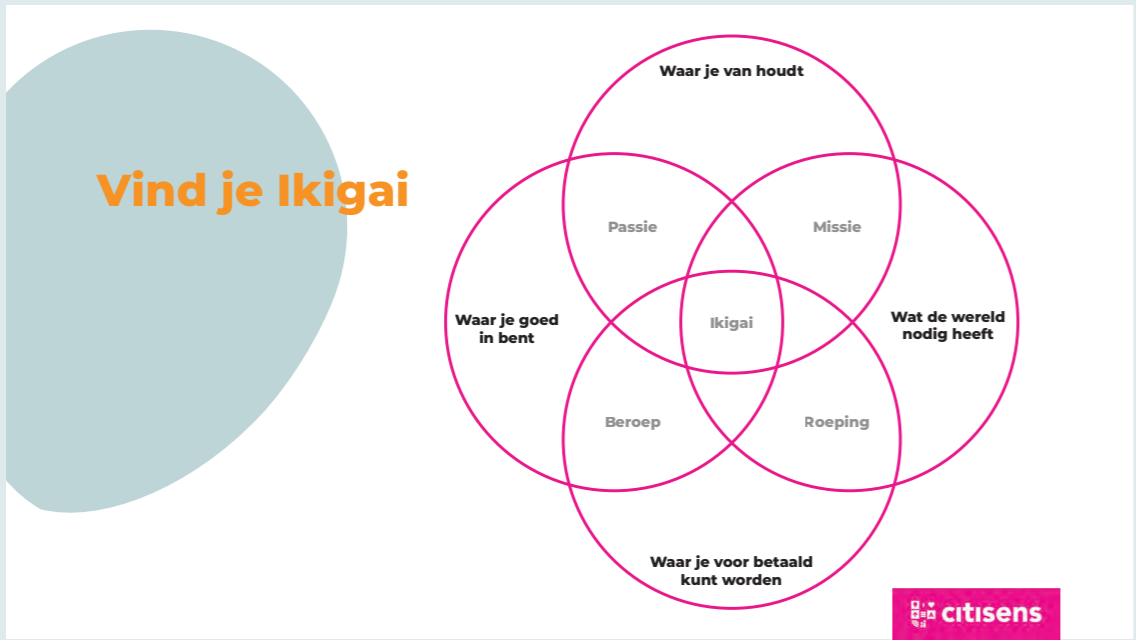 Vind je Ikigai
Waar je van houdt
Passie
Missie
Waar je goed
in bent
Ikigai
Wat de wereld
nodig heeft
Beroep
Roeping
Waar je voor betaald
kunt worden
citisens